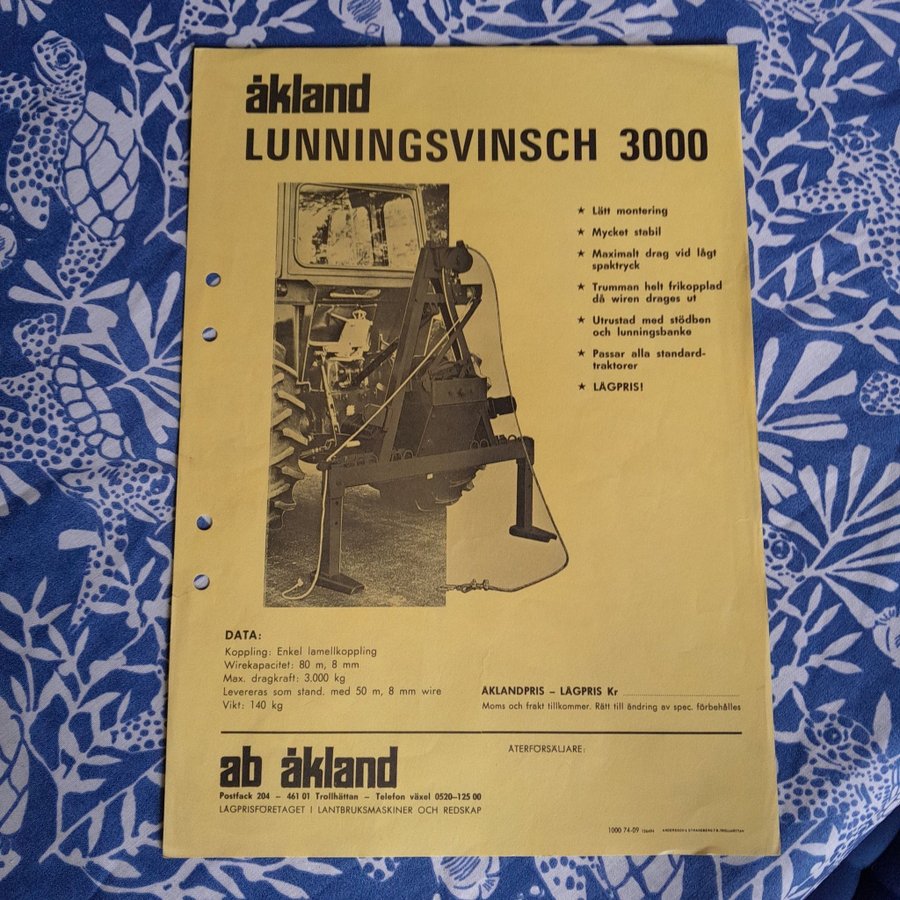 åkland
LUNNINGSVINSCH 3000
★ Lätt montering
★ Mycket stabil
★ Maximalt drag vid lågt
spaktryck
★ Trumman helt frikopplad
då wiren drages ut
★ Utrustad med stödben
och lunningsbanke
★ Passar alla standard-
traktorer
★ LÅGPRIS!
DATA:
Koppling: Enkel lamellkoppling
Wirekapacitet: 80 m, 8 mm
Max. dragkraft: 3.000 kg
Levereras som stand. med 50 m, 8 mm wire
Vikt: 140 kg
ÅKLANDPRIS – LÅGPRIS Kr
Moms och frakt tillkommer. Rätt till ändring av spec. förbehålles
ab åkland
Postfack 204 – 461 01 Trollhättan – Telefon växel 0520–125 00
LÅGPRISFÖRETAGET I LANTBRUKSMASKINER OCH REDSKAP
ÅTERFÖRSÄLJARE:
1000 74-09